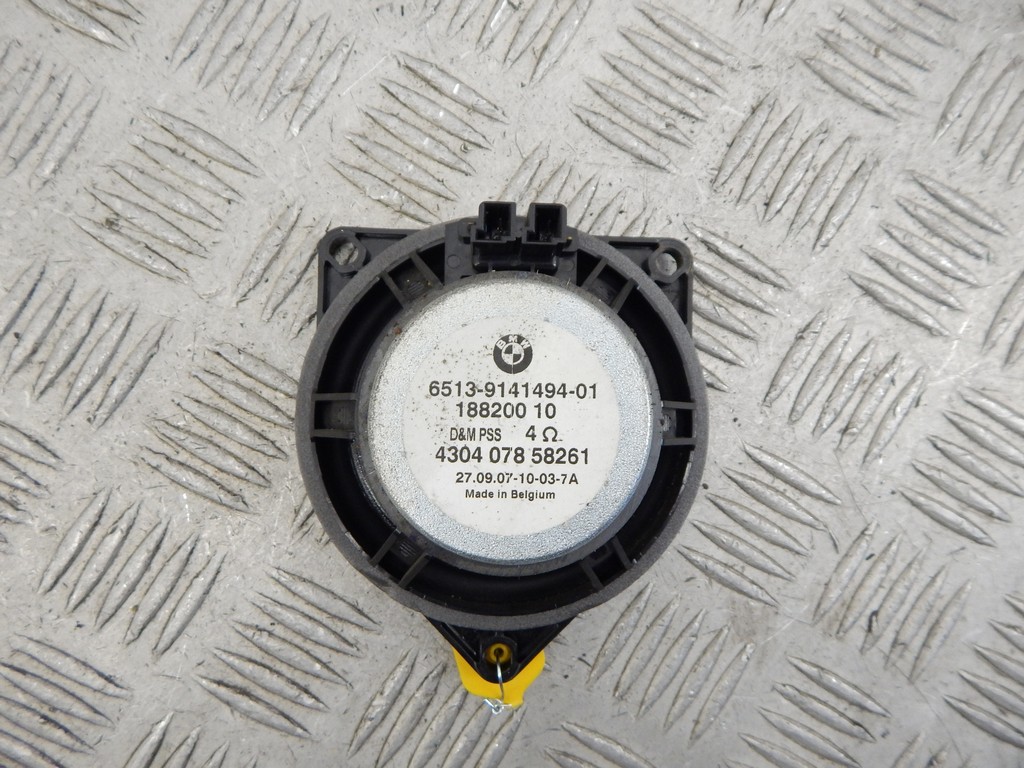 BMW
6513-9141494-01
188200 10
D&M PSS 4 Ω
4304 078 58261
27.09.07-10-03-7A
Made in Belgium